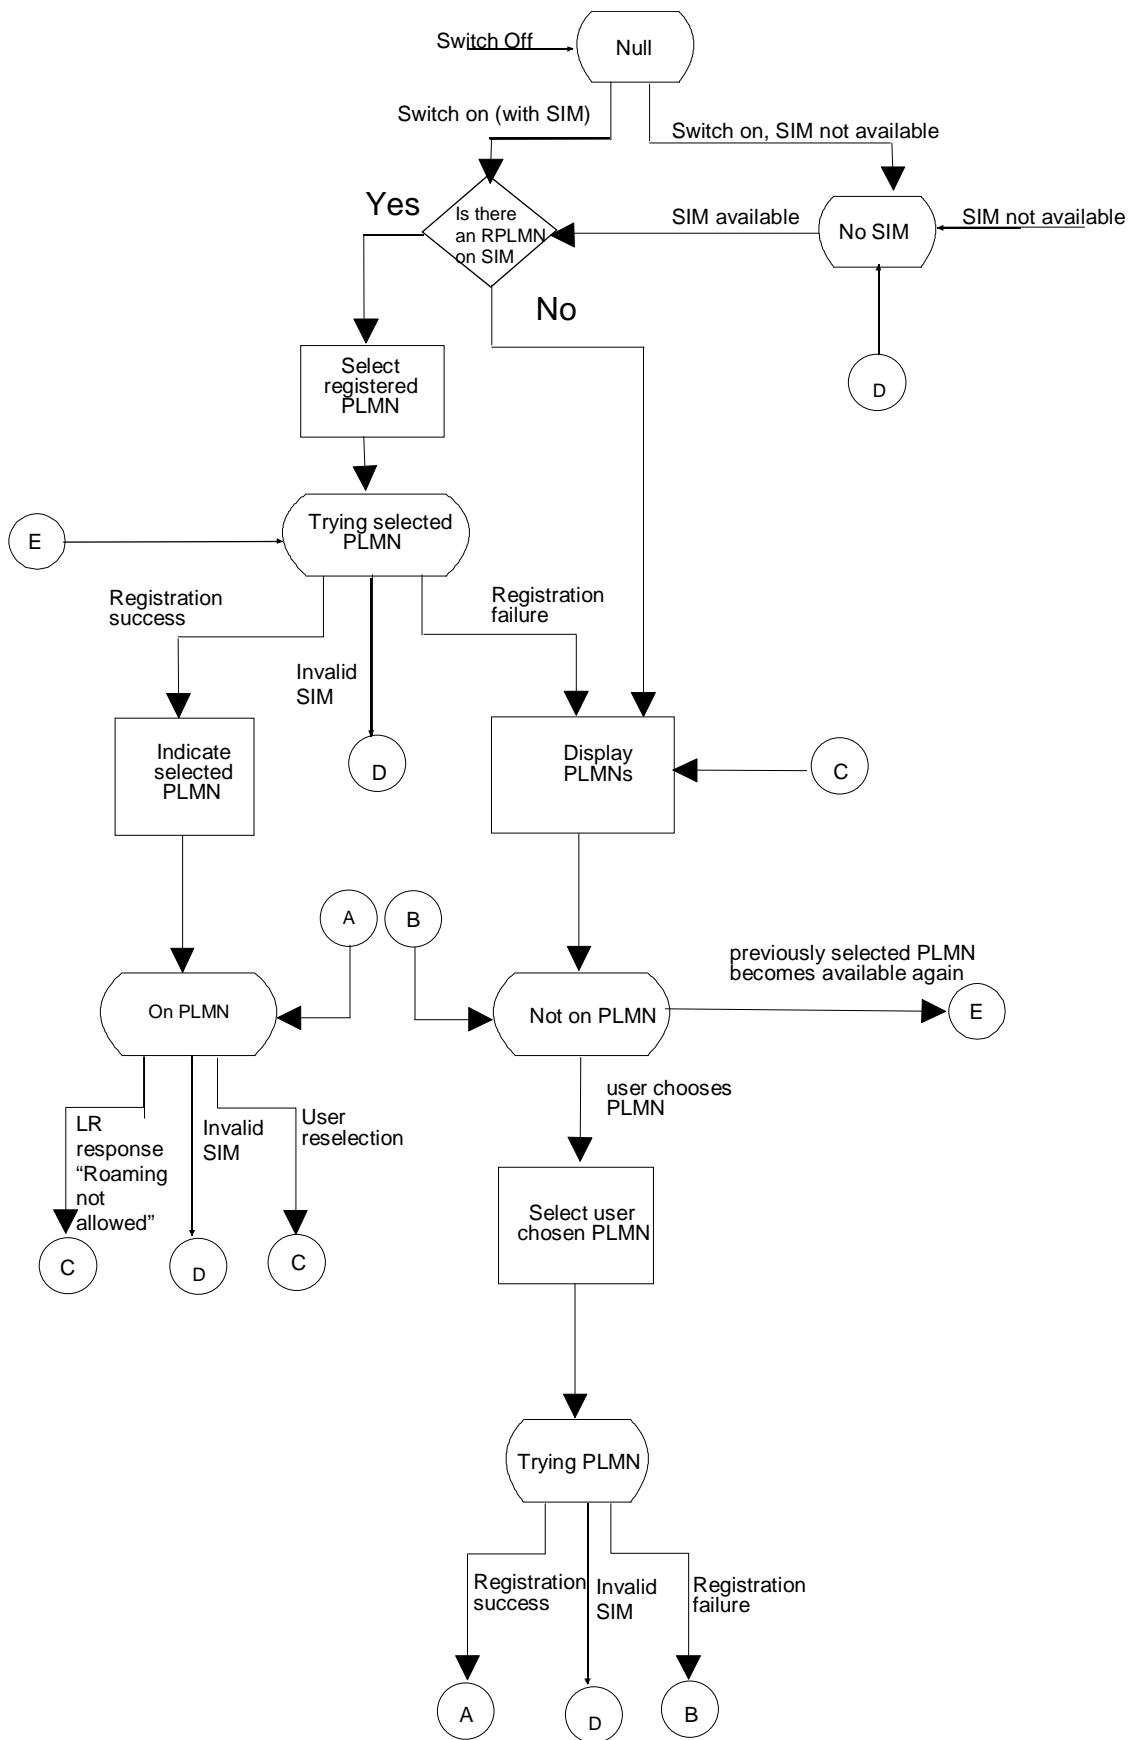 Null
Switch Off
Switch on (with SIM)
Switch on, SIM not available
Yes
Is there
an RPLMN
on SIM
SIM available
No SIM
SIM not available
No
D
Select
registered
PLMN
E
Trying selected
PLMN
Registration
success
Invalid
SIM
Registration
failure
Indicate
selected
PLMN
D
Display
PLMNs
C
A
B
On PLMN
Not on PLMN
previously selected PLMN
becomes available again
E
LR
response
“Roaming
not
allowed”
Invalid
SIM
User
reselection
user chooses
PLMN
C
D
C
Select user
chosen PLMN
Trying PLMN
Registration
success
Invalid
SIM
Registration
failure
A
D
B